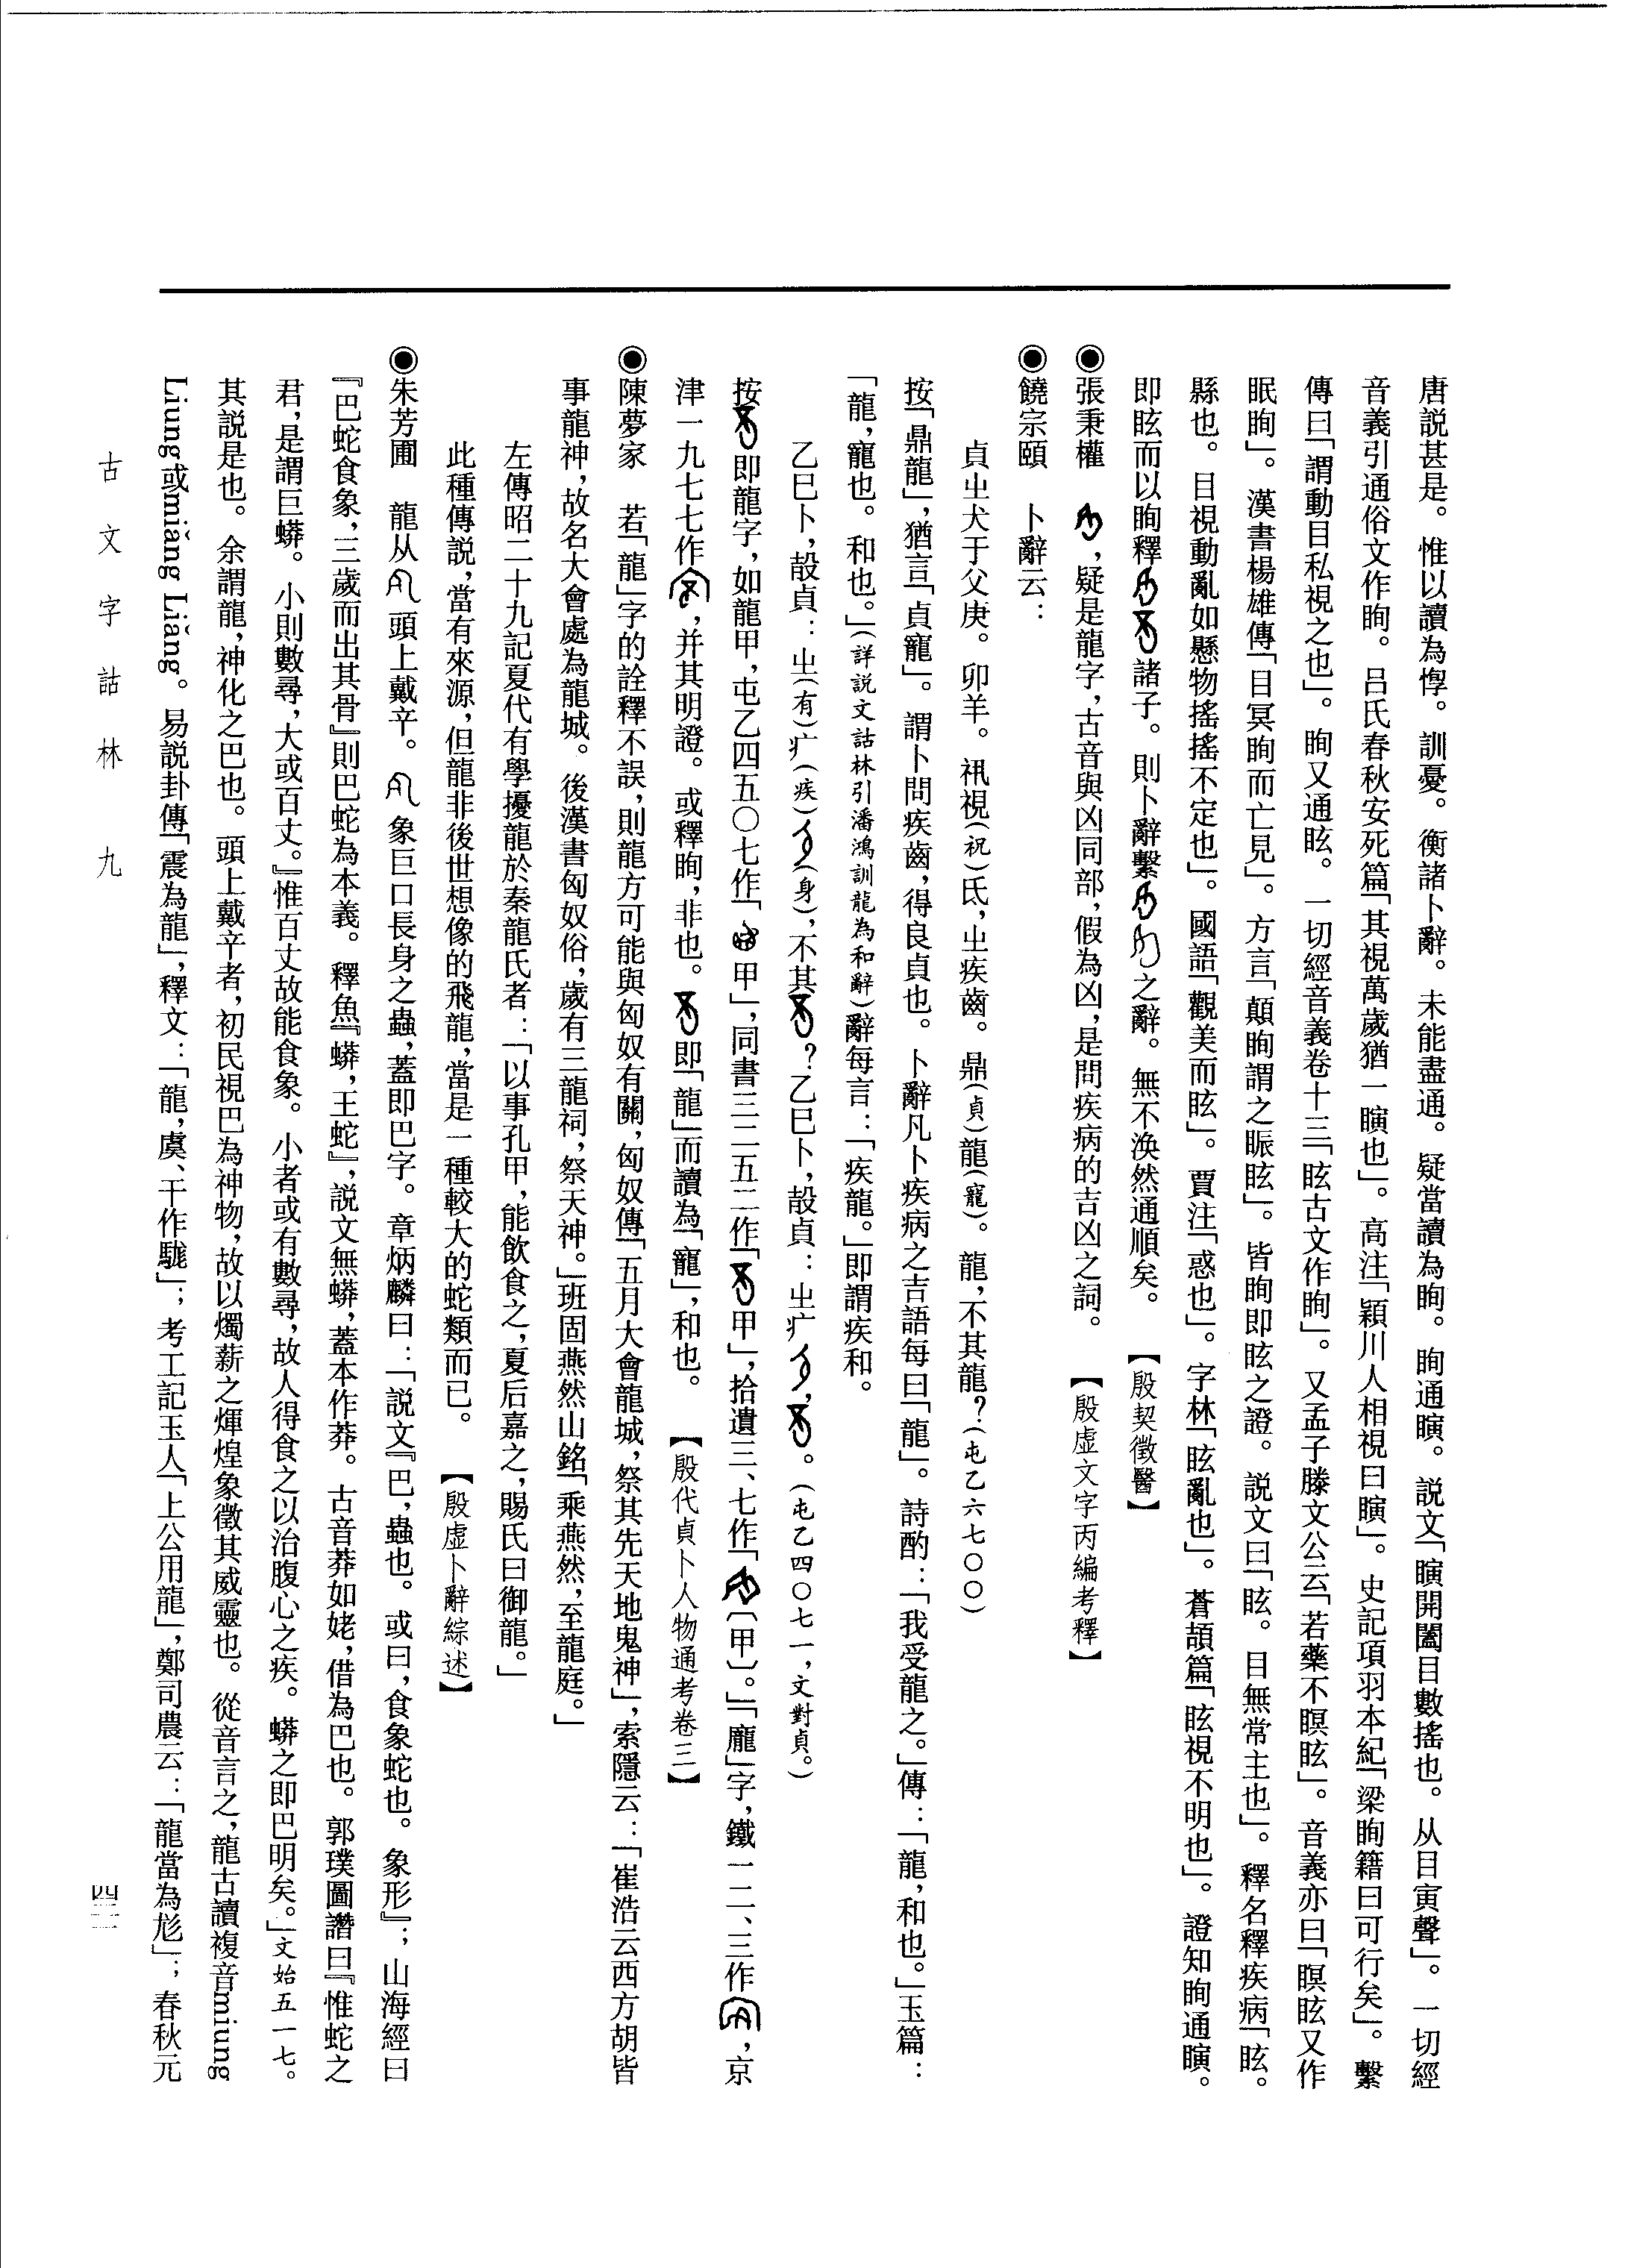 唐説甚是。惟以讀為惸。訓憂。衡諸卜辭。未能盡通。疑當讀為眴。眴通瞚。説文「瞚開闔目數搖也。从目寅聲」。一切經
音義引通俗文作眴。呂氏春秋安死篇「其視萬歲猶一瞚也」。高注「潁川人相視曰瞚」。史記項羽本紀「梁眴籍曰可行矣」。繫
傳曰「謂動目私視之也」。眴又通眩。一切經音義卷十三「眩古文作眴」。又孟子滕文公云「若藥不瞑眩」。音義亦曰「瞑眩又作
眠眴」。漢書楊雄傳「目冥眴而亡見」。方言「顛眴謂之䀢眩」。皆眴即眩之證。説文曰「眩。目無常主也」。釋名釋疾病「眩。
縣也。目視動亂如懸物搖搖不定也」。國語「觀美而眩」。賈注「惑也」。字林「眩亂也」。蒼頡篇「眩視不明也」。證知眴通瞚。
即眩而以眴釋諸子。則卜辭繫之辭。無不渙然通順矣。【殷契徵醫】
◉張秉權　，疑是龍字，古音與凶同部，假為凶，是問疾病的吉凶之詞。【殷虛文字丙編考釋】
◉饒宗頤　卜辭云：
貞㞢犬于父庚。卯羊。祝視(祝)氐，㞢疾齒。鼎(貞)龍(寵)。龍，不其龍？(屯乙六七〇〇)
按「鼎龍」，猶言「貞寵」。謂卜問疾齒，得良貞也。卜辭凡卜疾病之吉語每曰「龍」。詩酌：「我受龍之。」傳：「龍，和也。」玉篇：
「龍，寵也。和也。」(詳説文詁林引潘鴻訓龍為和辭)辭每言：「疾龍。」即謂疾和。
乙巳卜，㱿貞：㞢(有)疒(疾)(身)，不其？乙巳卜，㱿貞：㞢疒，。(屯乙四〇七一，文對貞。)
按即龍字，如龍甲，屯乙四五〇七作「甲」，同書三二五二作「甲」，拾遺三、七作「〔甲〕。」「龐」字，鐵一二、三作，京
津一九七七作，并其明證。或釋眴，非也。即「龍」而讀為「寵」，和也。【殷代貞卜人物通考卷三】
◉陳夢家　若「龍」字的詮釋不誤，則龍方可能與匈奴有關，匈奴傳「五月大會龍城，祭其先天地鬼神」，索隱云：「崔浩云西方胡皆
事龍神，故名大會處為龍城。後漢書匈奴俗，歲有三龍祠，祭天神。」班固燕然山銘「乘燕然，至龍庭。」
左傳昭二十九記夏代有學擾龍於豢龍氏者：「以事孔甲，能飲食之，夏后嘉之，賜氏曰御龍。」
此種傳説，當有來源，但龍非後世想像的飛龍，當是一種較大的蛇類而已。【殷虛卜辭綜述】
◉朱芳圃　龍从頭上戴辛。象巨口長身之蟲，蓋即巴字。章炳麟曰：「説文『巴，蟲也。或曰，食象蛇也。象形』；山海經曰
『巴蛇食象，三歲而出其骨』則巴蛇為本義。釋魚『蟒，王蛇』，説文無蟒，蓋本作莽。古音莽如姥，借為巴也。郭璞圖讚曰『惟蛇之
君，是謂巨蟒。小則數尋，大或百丈。』惟百丈故能食象。小者或有數尋，故人得食之以治腹心之疾。蟒之即巴明矣。」文始五一七。
其説是也。余謂龍，神化之巴也。頭上戴辛者，初民視巴為神物，故以燭薪之煇煌象徵其威靈也。從音言之，龍古讀複音miung
Liung或miăng Liăng。易説卦傳「震為龍」，釋文：「龍，虞、干作駹」；考工記玉人「上公用龍」，鄭司農云：「龍當為尨」；春秋元
古文字詁林　九
四三一